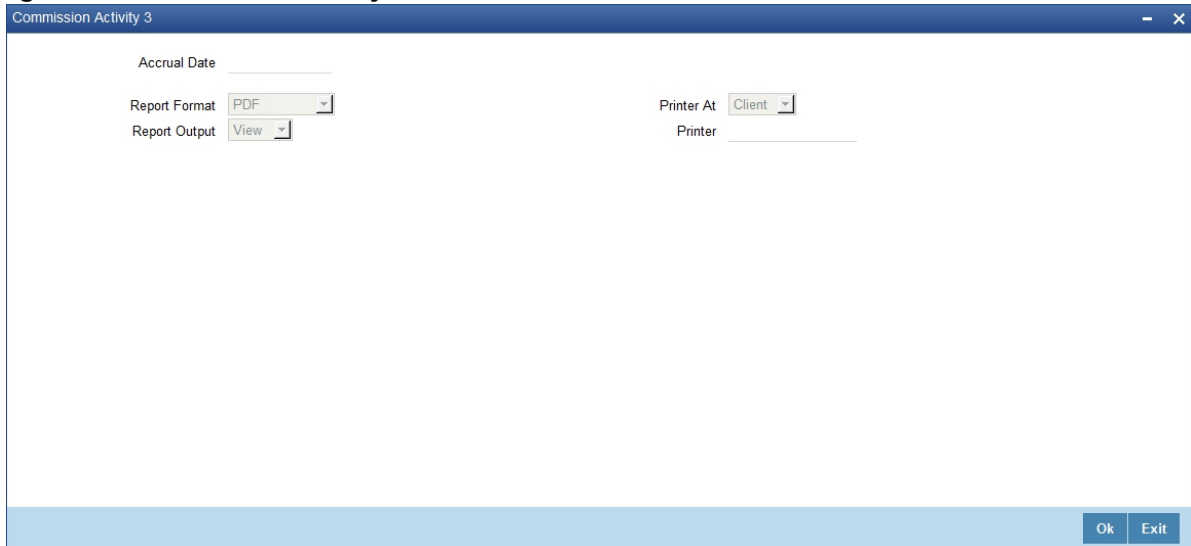 Commission Activity 3
Accrual Date
Report Format PDF Printer At Client
Report Output View Printer
Ok Exit